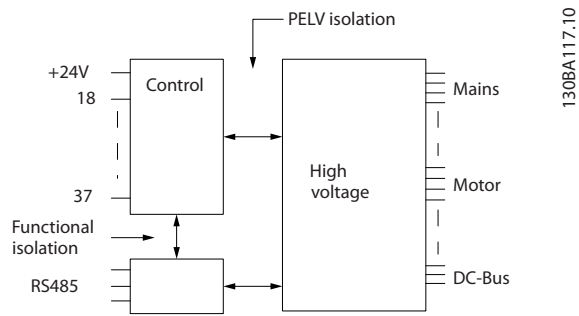 PELV isolation
+24V
Control
18
37
High
voltage
Mains
Motor
DC-Bus
Functional
isolation
RS485
130BA117.10